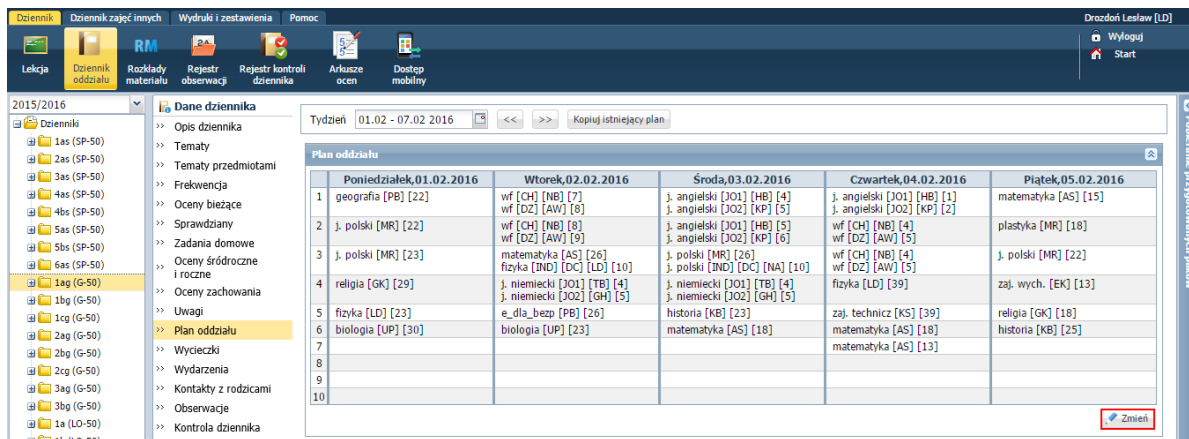 Dziennik Dziennik zajęć innych Wydruki i zestawienia Pomoc Drozdoń Lesław [LD]
Lekcja Dziennik oddziału Rozkłady materiału Rejestr obserwacji Rejestr kontroli dziennika Arkusze ocen Dostęp mobilny
RM
Wyloguj
Start
2015/2016
Dzienniki
1as (SP-50)
2as (SP-50)
3as (SP-50)
4as (SP-50)
4bs (SP-50)
5as (SP-50)
5bs (SP-50)
6as (SP-50)
1ag (G-50)
1bg (G-50)
1cg (G-50)
2ag (G-50)
2bg (G-50)
2cg (G-50)
3ag (G-50)
3bg (G-50)
1a (LO-50)
Dane dziennika
Opis dziennika
Tematy
Tematy przedmiotami
Frekwencja
Oceny bieżące
Sprawdziany
Zadania domowe
Oceny śródroczne
i roczne
Oceny zachowania
Uwagi
Plan oddziału
Wycieczki
Wydarzenia
Kontakty z rodzicami
Obserwacje
Kontrola dziennika
Tydzień 01.02 - 07.02 2016 << >> Kopiuj istniejący plan
Plan oddziału
Poniedziałek,01.02.2016 Wtorek,02.02.2016 Środa,03.02.2016 Czwartek,04.02.2016 Piątek,05.02.2016
1 geografia [PB] [22] wf [CH] [NB] [7] j. angielski [JO1] [HB] [4] j. angielski [JO1] [HB] [1] matematyka [AS] [15]
wf [DZ] [AW] [8] j. angielski [JO2] [KP] [5] j. angielski [JO2] [KP] [2]
2 j. polski [MR] [22] wf [CH] [NB] [8] j. angielski [JO1] [HB] [5] wf [CH] [NB] [4] plastyka [MR] [18]
wf [DZ] [AW] [9] j. angielski [JO2] [KP] [6] wf [DZ] [AW] [5]
3 j. polski [MR] [23] matematyka [AS] [26] j. polski [MR] [26] wf [CH] [NB] [4] j. polski [MR] [22]
fizyka [IND] [DC] [LD] [10] j. polski [IND] [DC] [NA] [10] wf [DZ] [AW] [5]
4 religia [GK] [29] j. niemiecki [JO1] [TB] [4] j. niemiecki [JO1] [TB] [4] fizyka [LD] [39] zaj. wych. [EK] [13]
j. niemiecki [JO2] [GH] [5] j. niemiecki [JO2] [GH] [5]
5 fizyka [LD] [23] e_dla_bezp [PB] [26] historia [KB] [23] zaj. technicz [KS] [39] religia [GK] [18]
6 biologia [UP] [30] biologia [UP] [23] matematyka [AS] [18] matematyka [AS] [18] historia [KB] [25]
7 matematyka [AS] [13]
8
9
10
Zmień